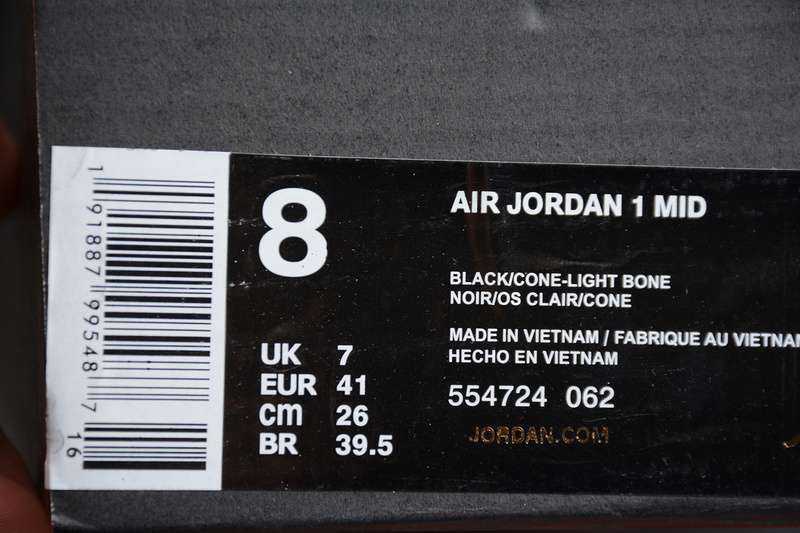 1 91887 99548 7
16
8
UK 7
EUR 41
cm 26
BR 39.5
AIR JORDAN 1 MID
BLACK/CONE-LIGHT BONE
NOIR/OS CLAIR/CONE
MADE IN VIETNAM / FABRIQUE AU VIETNAM
HECHO EN VIETNAM
554724 062
JORDAN.COM